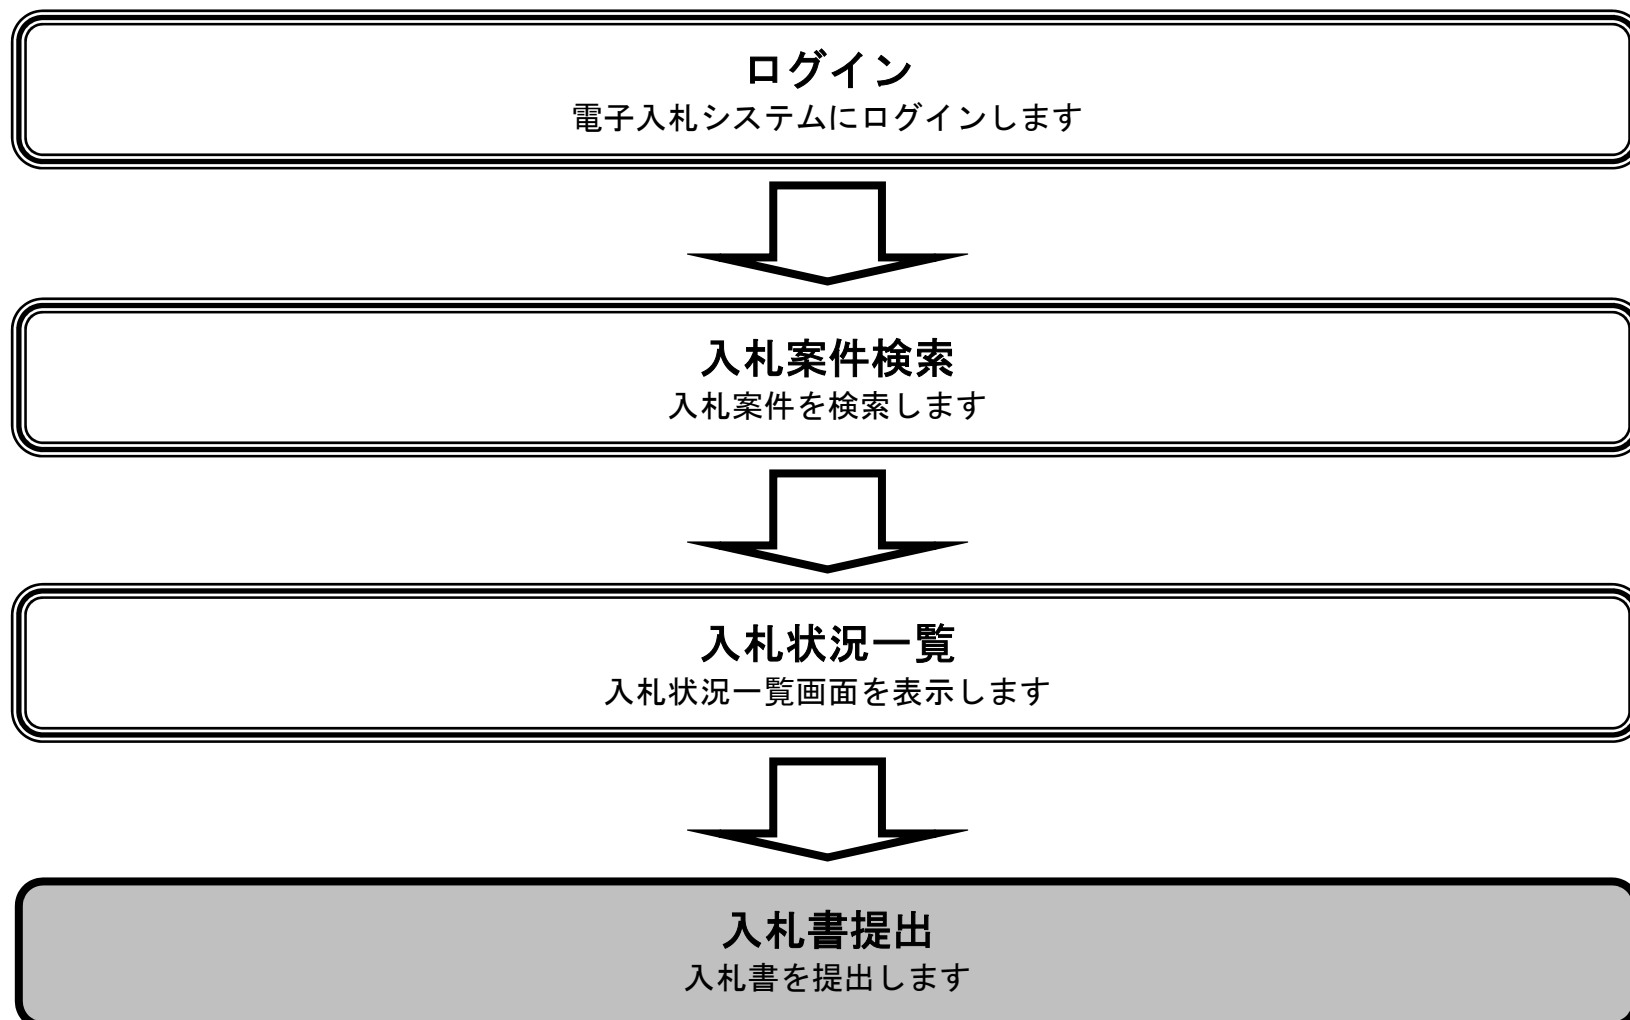 ログイン
電子入札システムにログインします
入札案件検索
入札案件を検索します
入札状況一覧
入札状況一覧画面を表示します
入札書提出
入札書を提出します